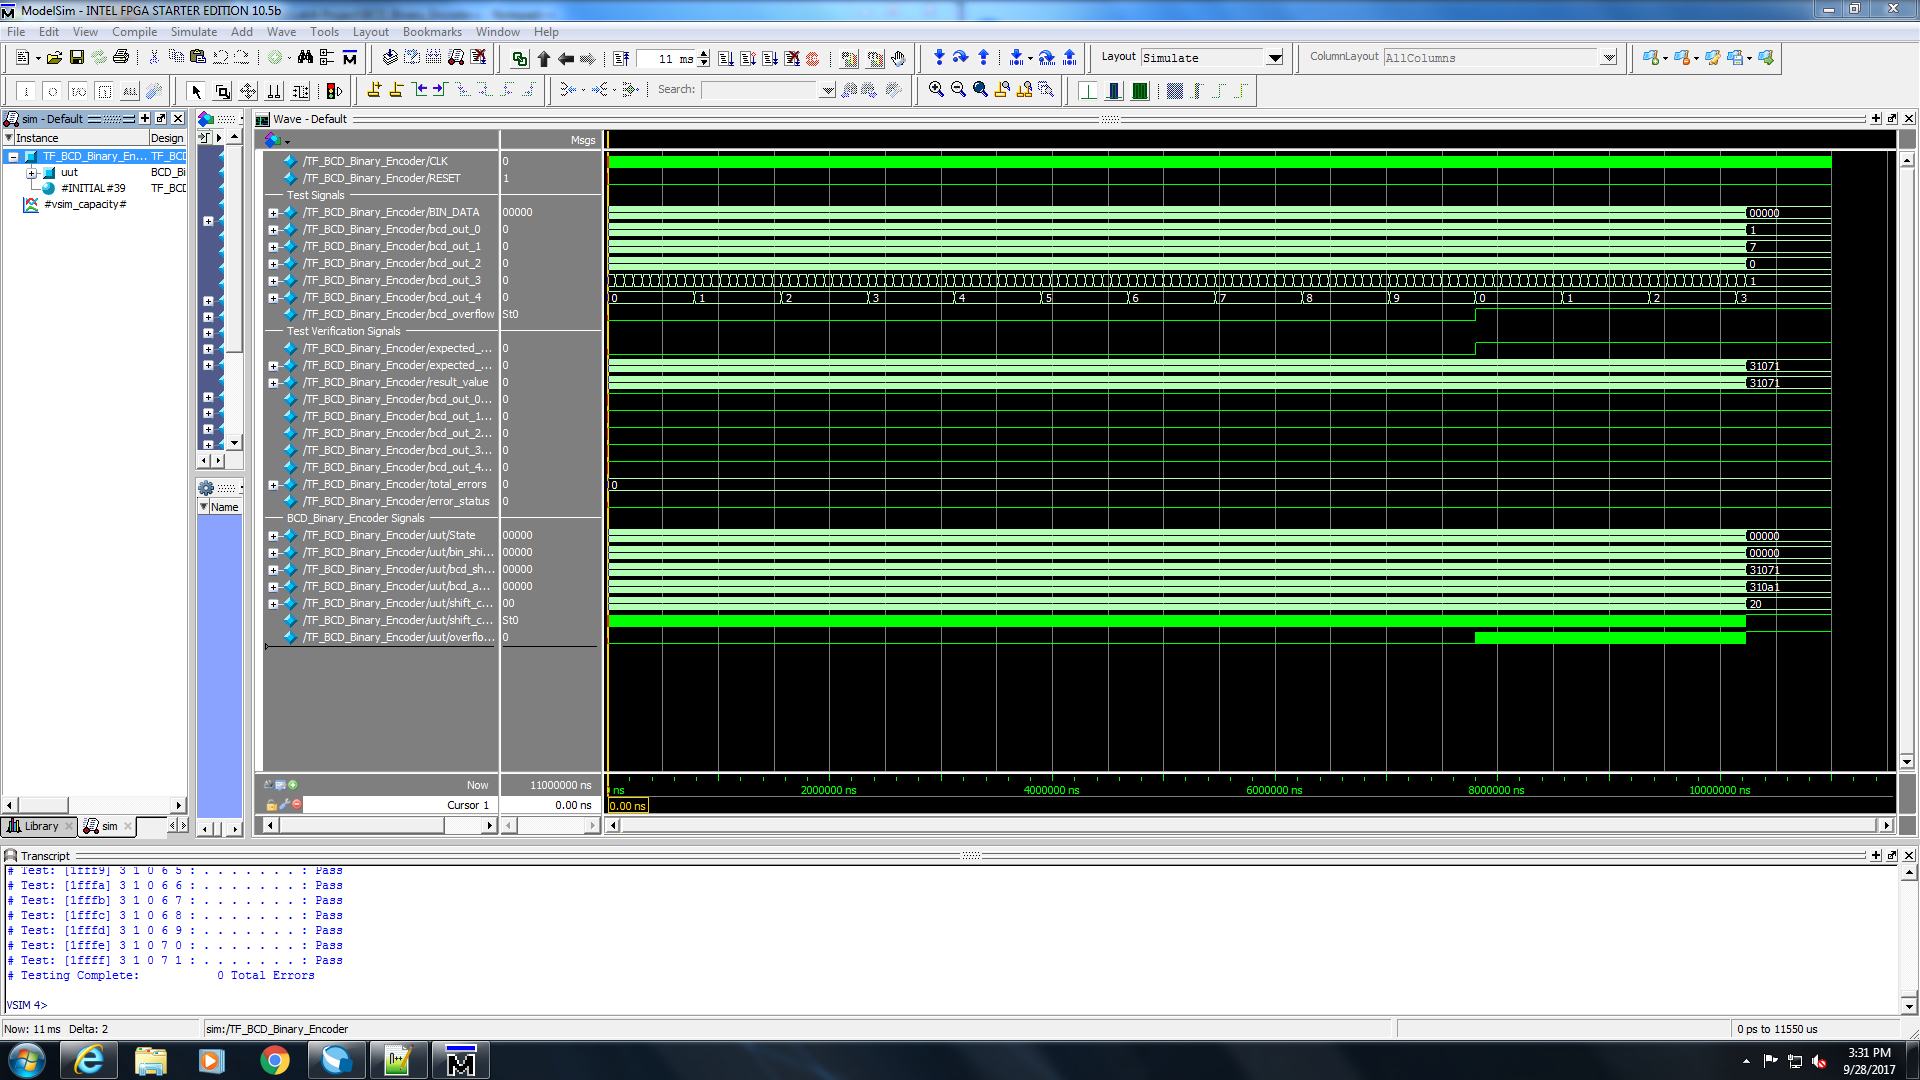 ModelSim - INTEL FPGA STARTER EDITION 10.5b
File Edit View Compile Simulate Add Wave Tools Layout Bookmarks Window Help
11 ms
Layout Simulate
ColumnLayout AllColumns
Search:
sim - Default
Instance Design
TF_BCD_Binary_En... TF_BCD
uut BCD_Bi
#INITIAL#39 TF_BCD
#vsim_capacity#
Library sim
Name
Wave - Default
Msgs
/TF_BCD_Binary_Encoder/CLK 0
/TF_BCD_Binary_Encoder/RESET 1
Test Signals
/TF_BCD_Binary_Encoder/BIN_DATA 00000 00000
/TF_BCD_Binary_Encoder/bcd_out_0 0 1
/TF_BCD_Binary_Encoder/bcd_out_1 0 7
/TF_BCD_Binary_Encoder/bcd_out_2 0 0
/TF_BCD_Binary_Encoder/bcd_out_3 0 1
/TF_BCD_Binary_Encoder/bcd_out_4 0 0 1 2 3 4 5 6 7 8 9 0 1 2 3
/TF_BCD_Binary_Encoder/bcd_overflow St0
Test Verification Signals
/TF_BCD_Binary_Encoder/expected_... 0
/TF_BCD_Binary_Encoder/expected_... 0 31071
/TF_BCD_Binary_Encoder/result_value 0 31071
/TF_BCD_Binary_Encoder/bcd_out_0... 0
/TF_BCD_Binary_Encoder/bcd_out_1... 0
/TF_BCD_Binary_Encoder/bcd_out_2... 0
/TF_BCD_Binary_Encoder/bcd_out_3... 0
/TF_BCD_Binary_Encoder/bcd_out_4... 0
/TF_BCD_Binary_Encoder/total_errors 0 0
/TF_BCD_Binary_Encoder/error_status 0
BCD_Binary_Encoder Signals
/TF_BCD_Binary_Encoder/uut/State 00000 00000
/TF_BCD_Binary_Encoder/uut/bin_shi... 00000 00000
/TF_BCD_Binary_Encoder/uut/bcd_sh... 00000 31071
/TF_BCD_Binary_Encoder/uut/bcd_a... 00000 310a1
/TF_BCD_Binary_Encoder/uut/shift_c... 00 20
/TF_BCD_Binary_Encoder/uut/shift_c... St0
/TF_BCD_Binary_Encoder/uut/overflo... 0
Now 11000000 ns ns 2000000 ns 4000000 ns 6000000 ns 8000000 ns 10000000 ns
Cursor 1 0.00 ns 0.00 ns
Transcript
# Test: [1fff9] 3 1 0 6 5 : . . . . . . . : Pass
# Test: [1fffa] 3 1 0 6 6 : . . . . . . . : Pass
# Test: [1fffb] 3 1 0 6 7 : . . . . . . . : Pass
# Test: [1fffc] 3 1 0 6 8 : . . . . . . . : Pass
# Test: [1fffd] 3 1 0 6 9 : . . . . . . . : Pass
# Test: [1fffe] 3 1 0 7 0 : . . . . . . . : Pass
# Test: [1ffff] 3 1 0 7 1 : . . . . . . . : Pass
# Testing Complete: 0 Total Errors
VSIM 4>
Now: 11 ms Delta: 2 sim:/TF_BCD_Binary_Encoder 0 ps to 11550 us
3:31 PM
9/28/2017